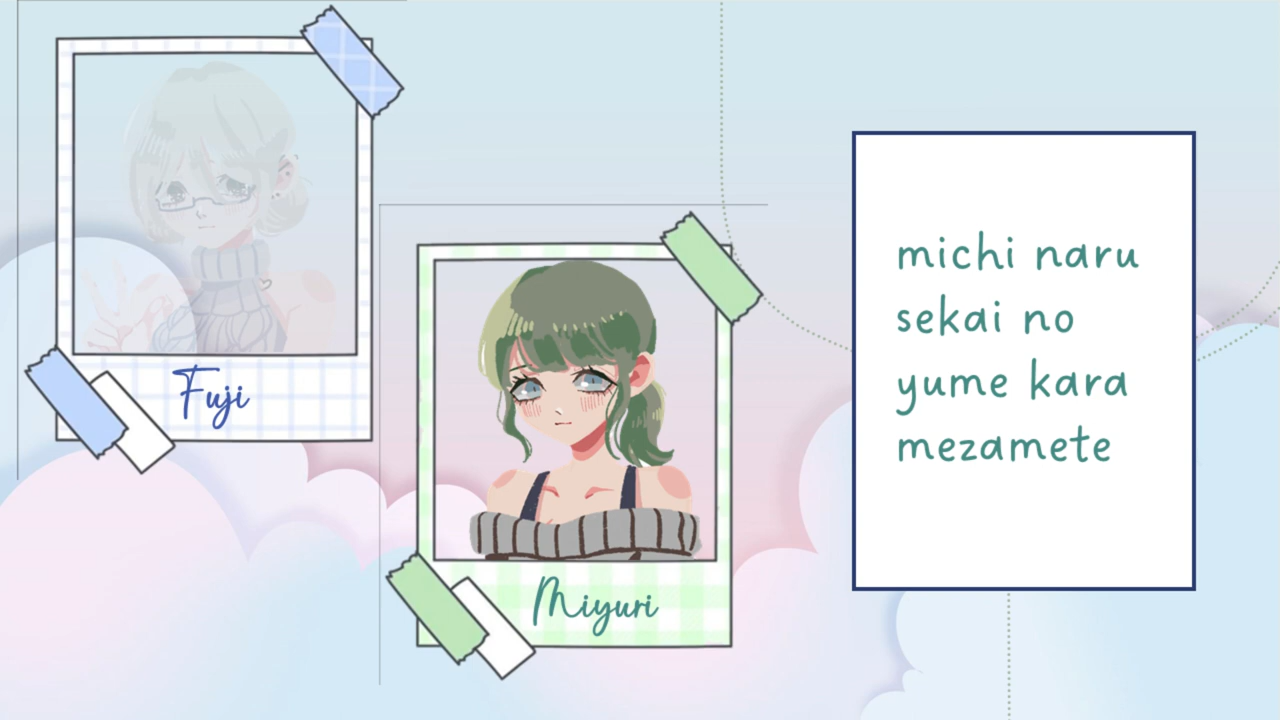 Fuji
Miyuri
michi naru
sekai no
yume kara
mezamete